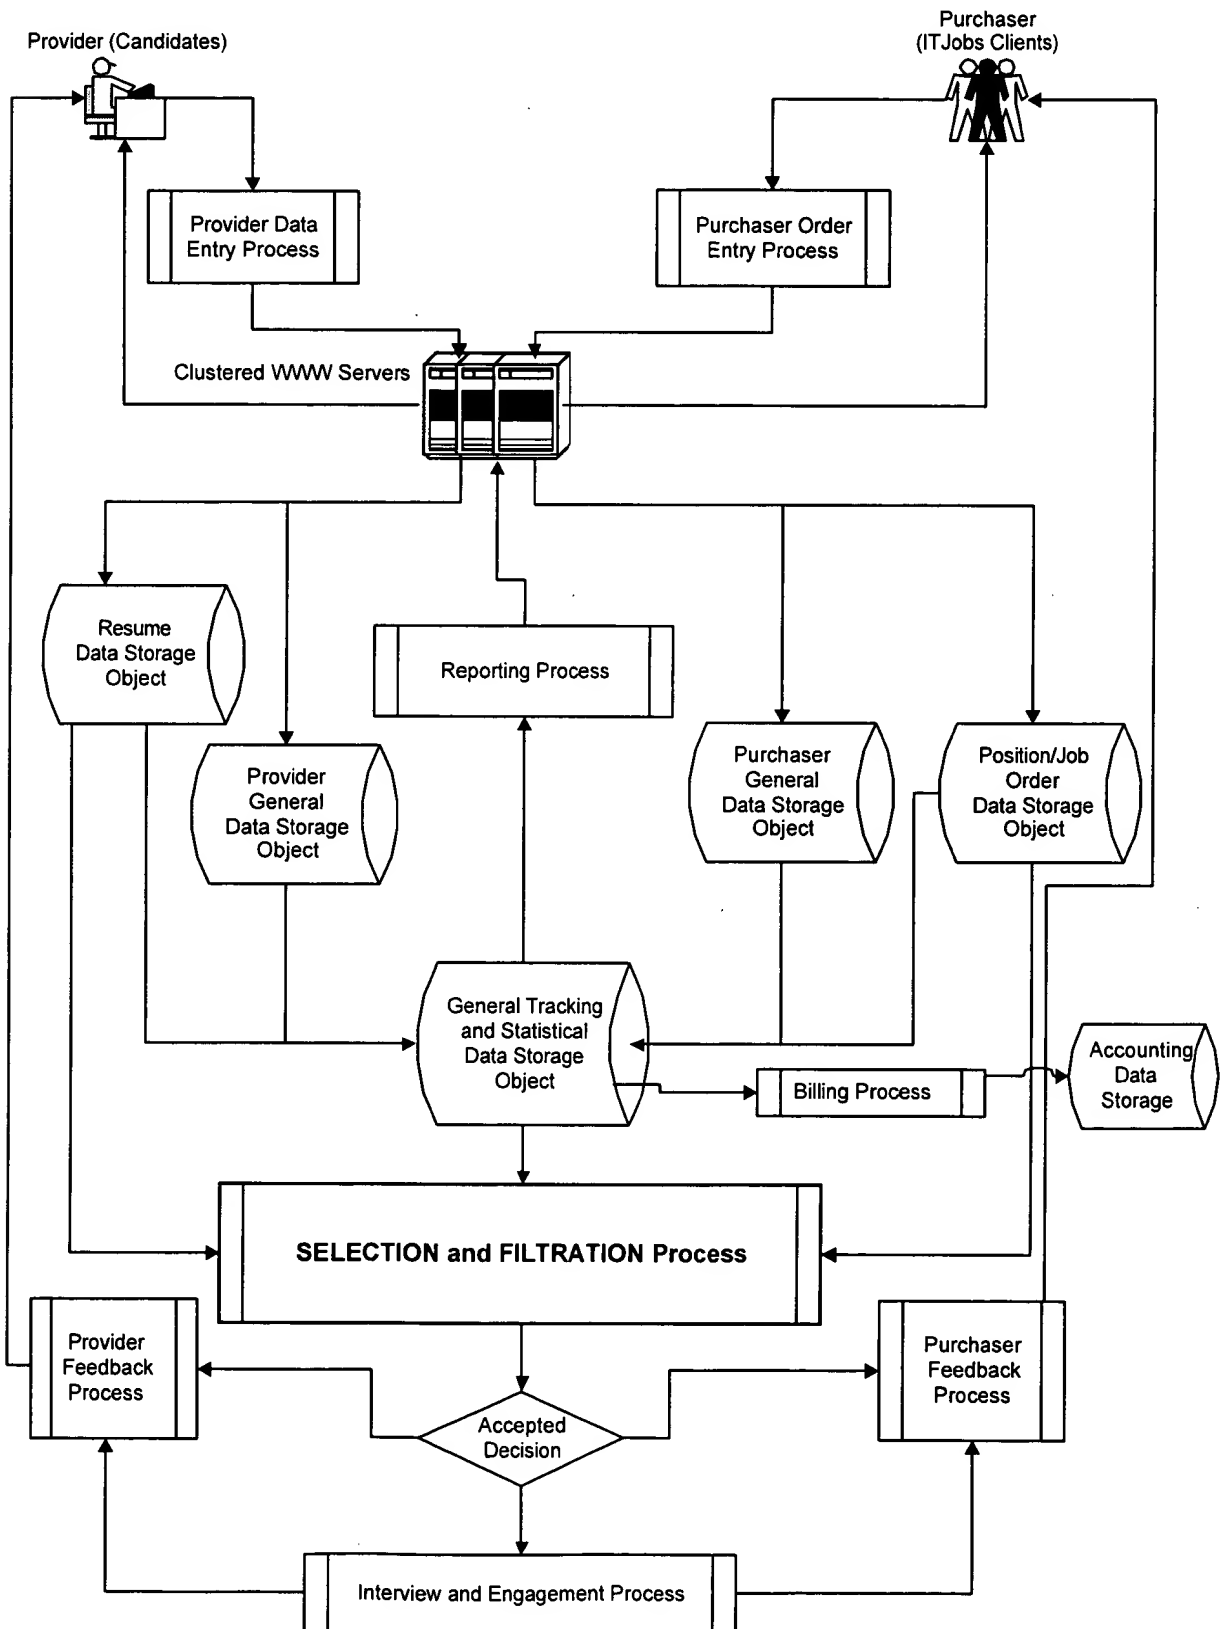 Purchaser
(ITJobs Clients)
Provider (Candidates)
Provider Data
Entry Process
Purchaser Order
Entry Process
Clustered WWW Servers
Resume
Data Storage
Object
Reporting Process
Provider
General
Data Storage
Object
Purchaser
General
Data Storage
Object
Position/Job
Order
Data Storage
Object
General Tracking
and Statistical
Data Storage
Object
Billing Process
Accounting
Data
Storage
SELECTION and FILTRATION Process
Provider
Feedback
Process
Accepted
Decision
Purchaser
Feedback
Process
Interview and Engagement Process